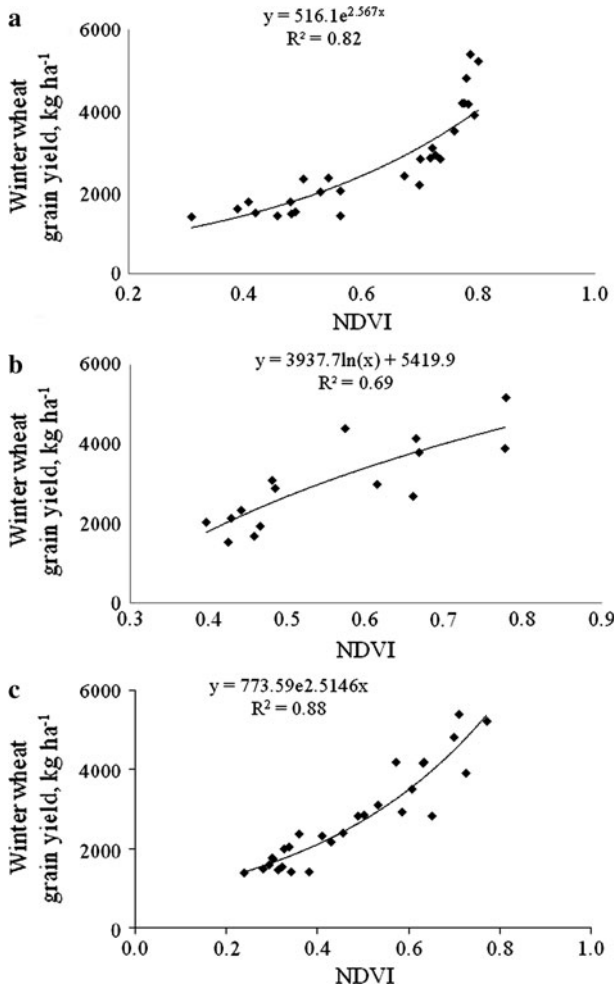 a
y = 516.1e^2.567x
R² = 0.82
Winter wheat
grain yield, kg ha⁻¹
6000
4000
2000
0
0.2 0.4 0.6 0.8 1.0
NDVI
b
y = 3937.7ln(x) + 5419.9
R² = 0.69
Winter wheat
grain yield, kg ha⁻¹
6000
4000
2000
0
0.3 0.4 0.5 0.6 0.7 0.8 0.9
NDVI
c
y = 773.59e2.5146x
R² = 0.88
Winter wheat
grain yield, kg ha⁻¹
6000
4000
2000
0
0.0 0.2 0.4 0.6 0.8 1.0
NDVI